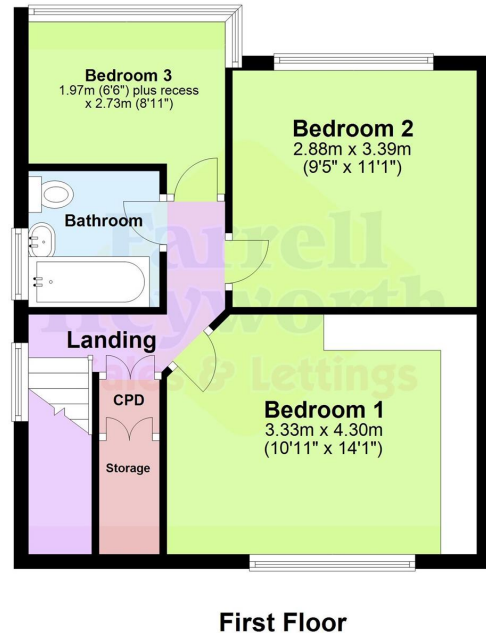 Bedroom 3
1.97m (6'6") plus recess
x 2.73m (8'11")
Bedroom 2
2.88m x 3.39m
(9'5" x 11'1")
Bathroom
Farrell
Heyworth
Sales & Lettings
Landing
CPD
Storage
Bedroom 1
3.33m x 4.30m
(10'11" x 14'1")
First Floor